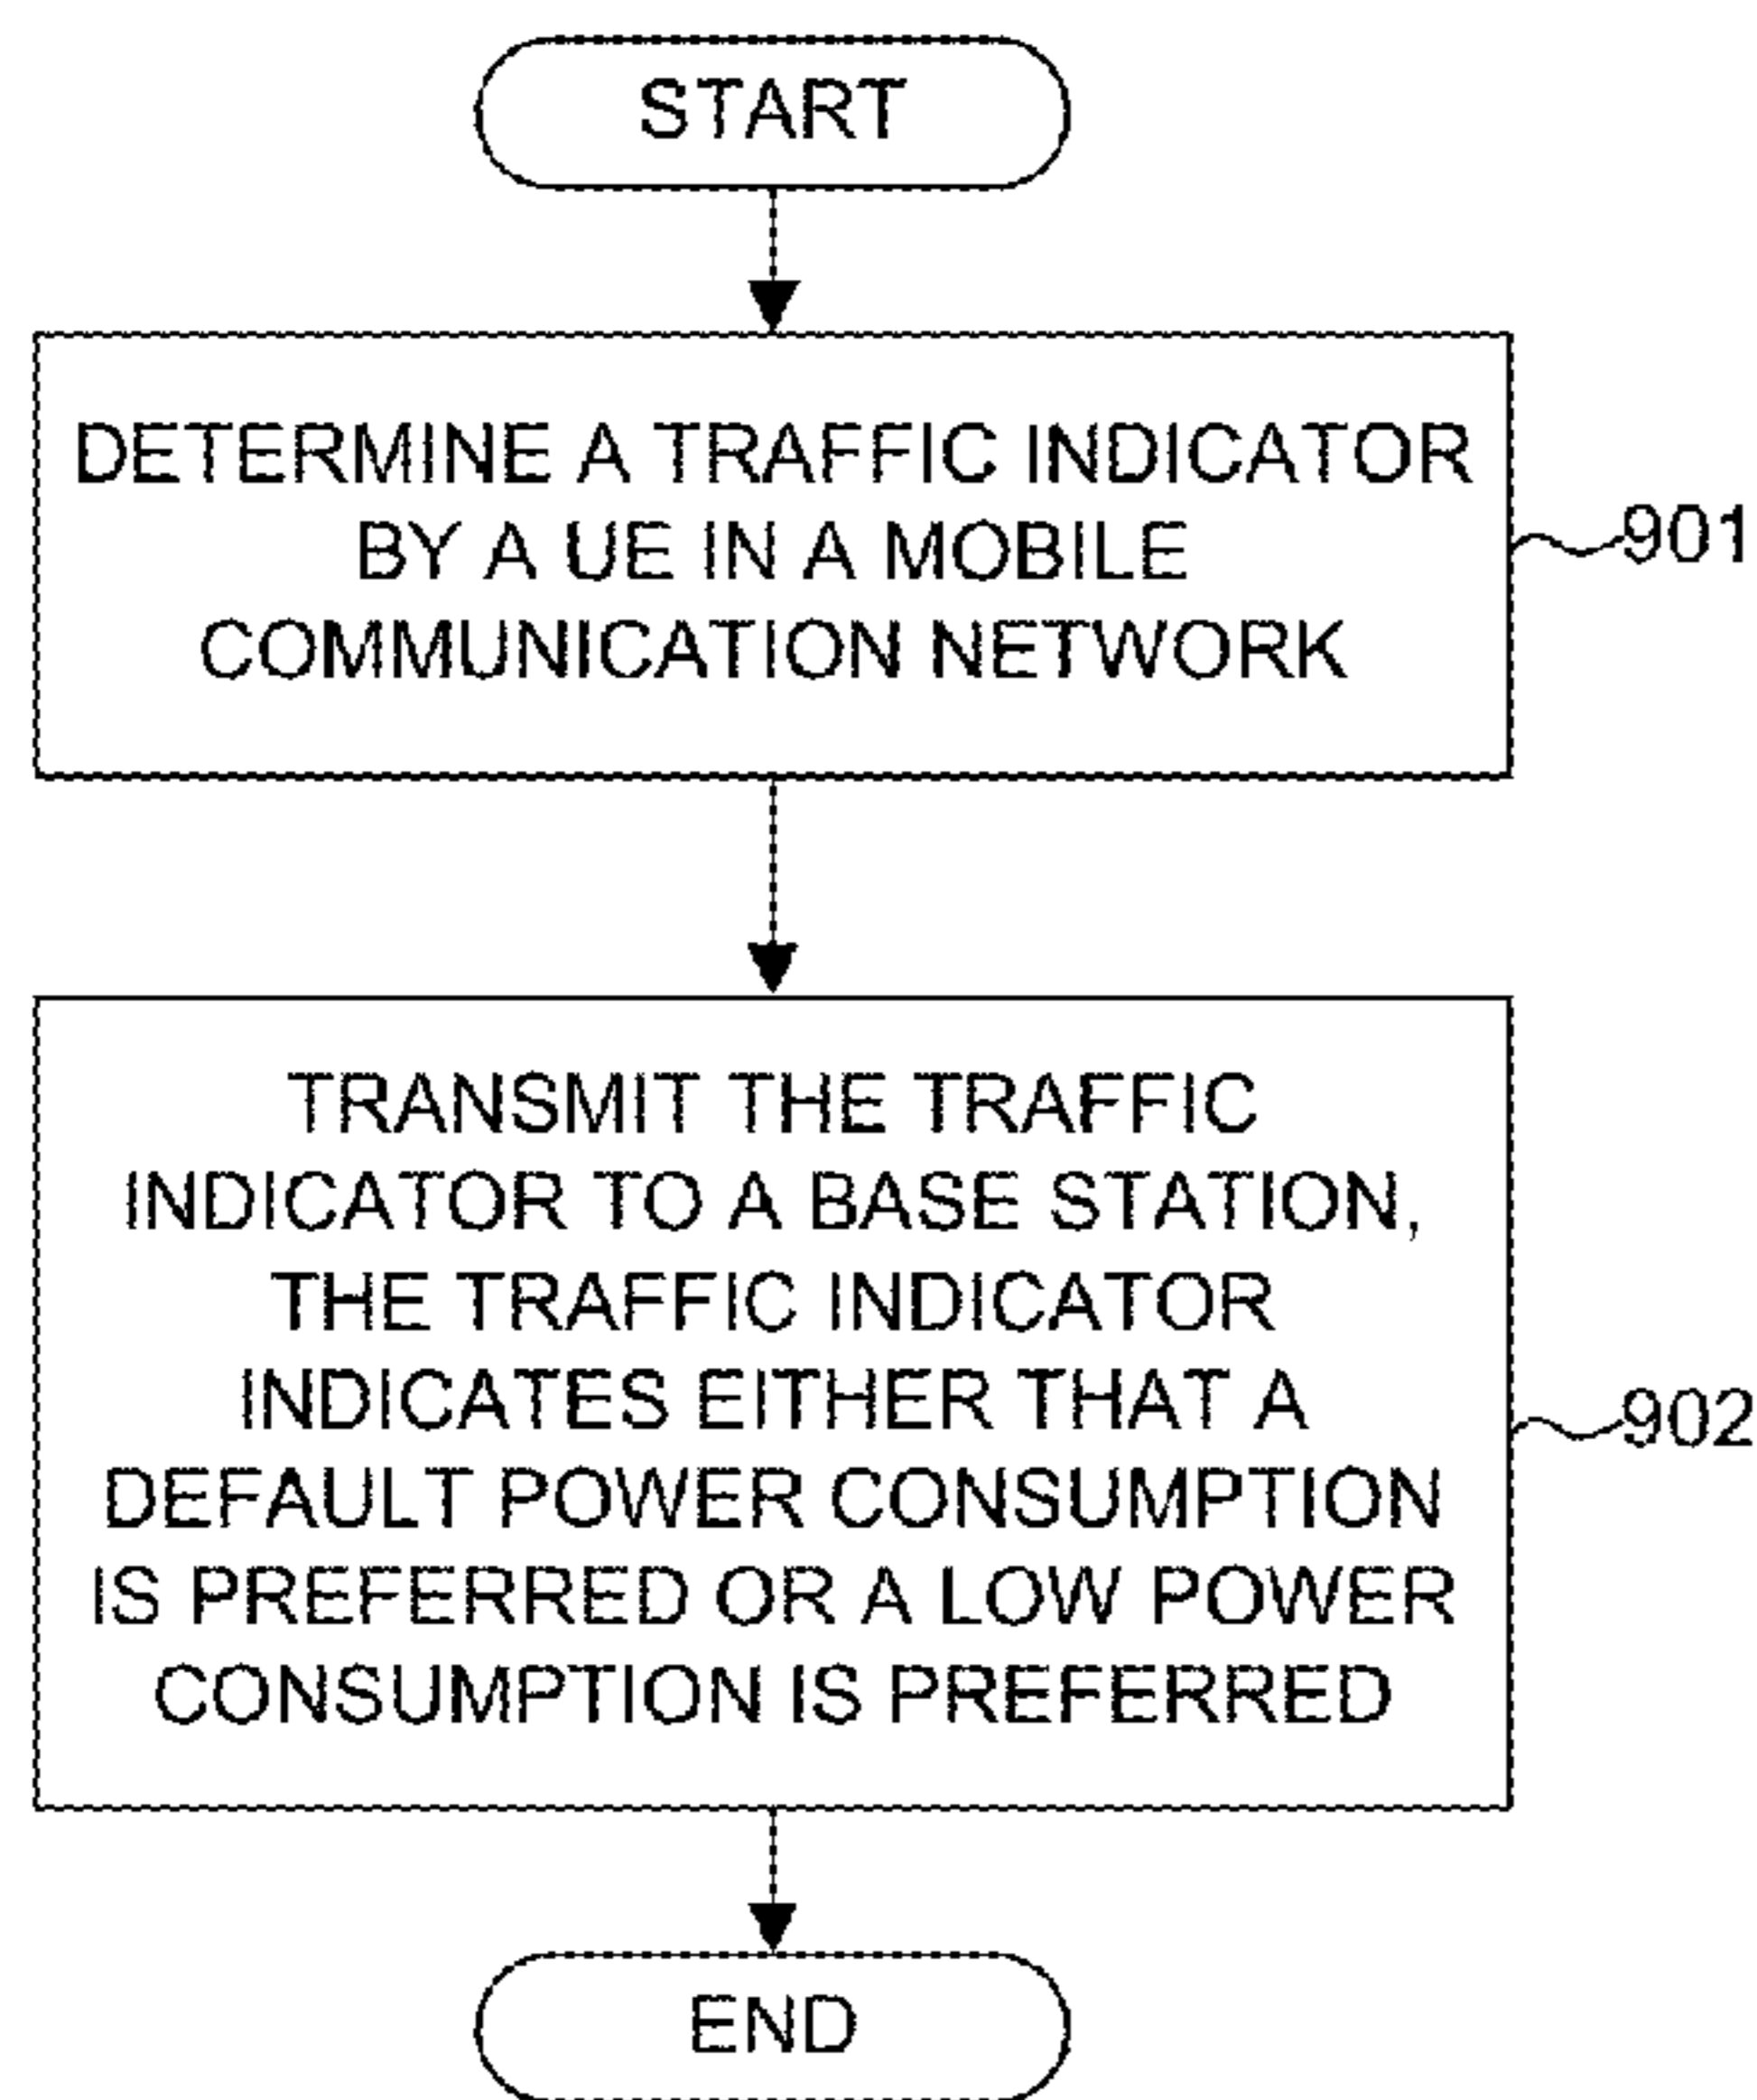 START
DETERMINE A TRAFFIC INDICATOR
BY A UE IN A MOBILE
COMMUNICATION NETWORK
901
TRANSMIT THE TRAFFIC
INDICATOR TO A BASE STATION,
THE TRAFFIC INDICATOR
INDICATES EITHER THAT A
DEFAULT POWER CONSUMPTION
IS PREFERRED OR A LOW POWER
CONSUMPTION IS PREFERRED
902
END